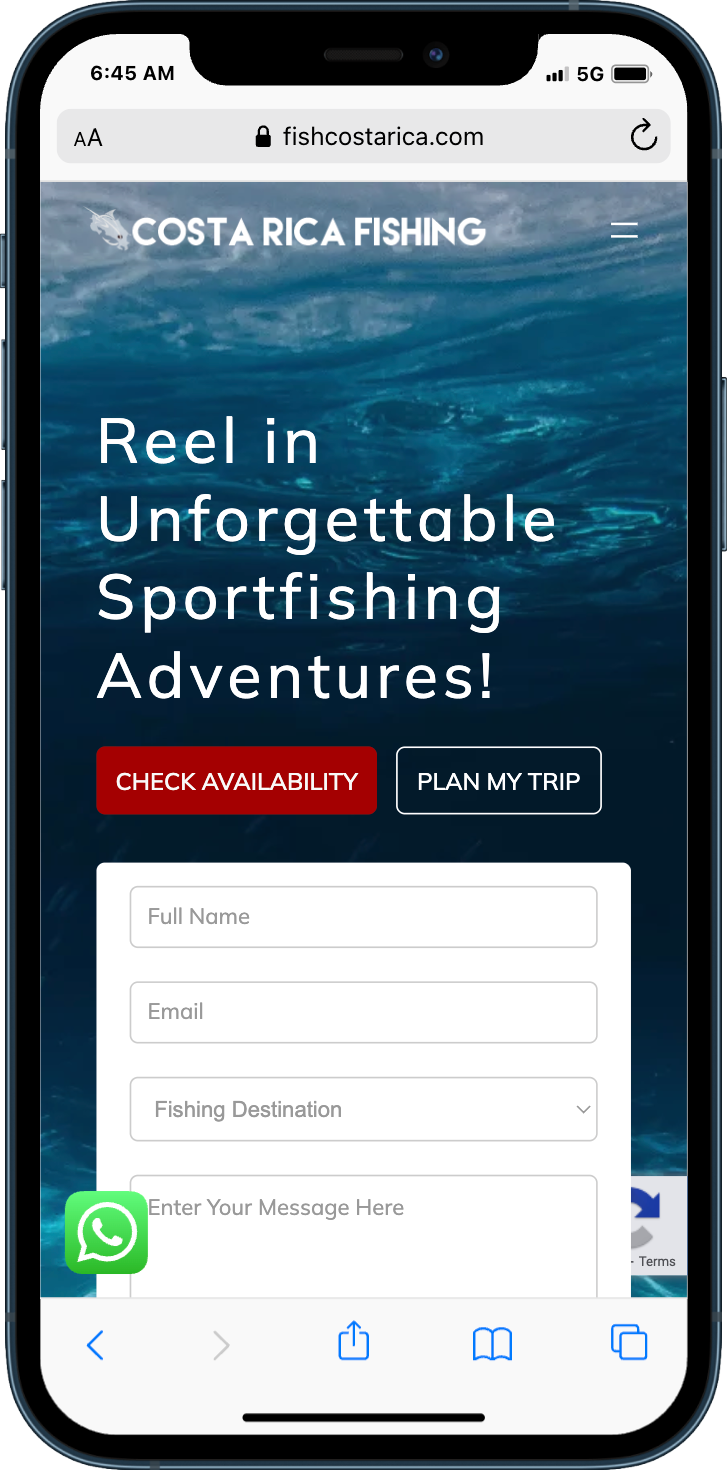 6:45 AM
5G
AA
fishcostarica.com
COSTA RICA FISHING
Reel in
Unforgettable
Sportfishing
Adventures!
CHECK AVAILABILITY
PLAN MY TRIP
Full Name
Email
Fishing Destination
Enter Your Message Here
- Terms